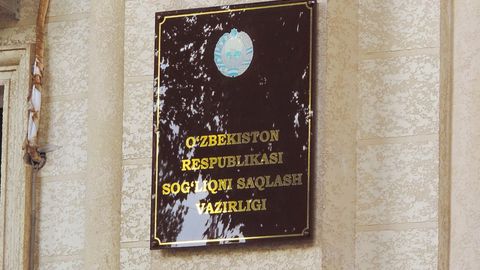 O‘ZBEKISTON
RESPUBLIKASI
SOG‘LIQNI SAQLASH
VAZIRLIGI